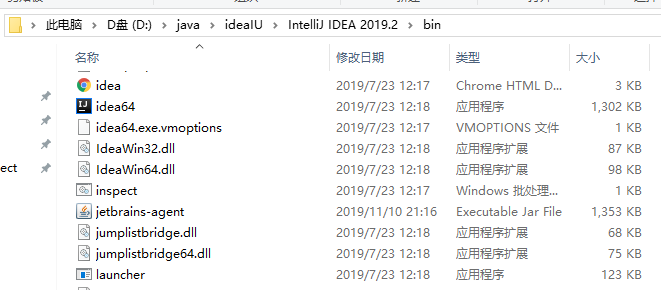 此电脑 > D盘 (D:) > java > ideaIU > IntelliJ IDEA 2019.2 > bin
名称 修改日期 类型 大小
idea 2019/7/23 12:17 Chrome HTML D... 3 KB
idea64 2019/7/23 12:18 应用程序 1,302 KB
idea64.exe.vmoptions 2019/7/23 12:17 VMOPTIONS 文件 1 KB
IdeaWin32.dll 2019/7/23 12:18 应用程序扩展 87 KB
IdeaWin64.dll 2019/7/23 12:18 应用程序扩展 98 KB
ect inspect 2019/7/23 12:17 Windows 批处理... 1 KB
jetbrains-agent 2019/11/10 21:16 Executable Jar File 1,353 KB
jumplistbridge.dll 2019/7/23 12:18 应用程序扩展 68 KB
jumplistbridge64.dll 2019/7/23 12:18 应用程序扩展 75 KB
launcher 2019/7/23 12:18 应用程序 123 KB